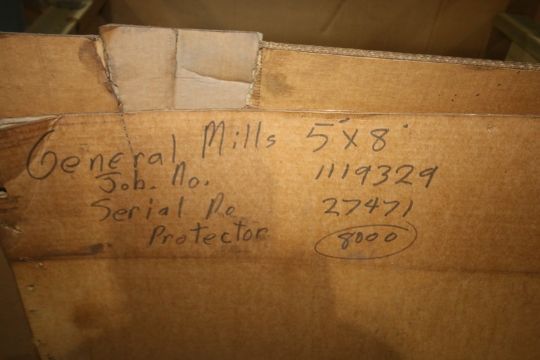 General Mills 5'x8'
Job. No. 1119329
Serial No 27471
Protector 8000